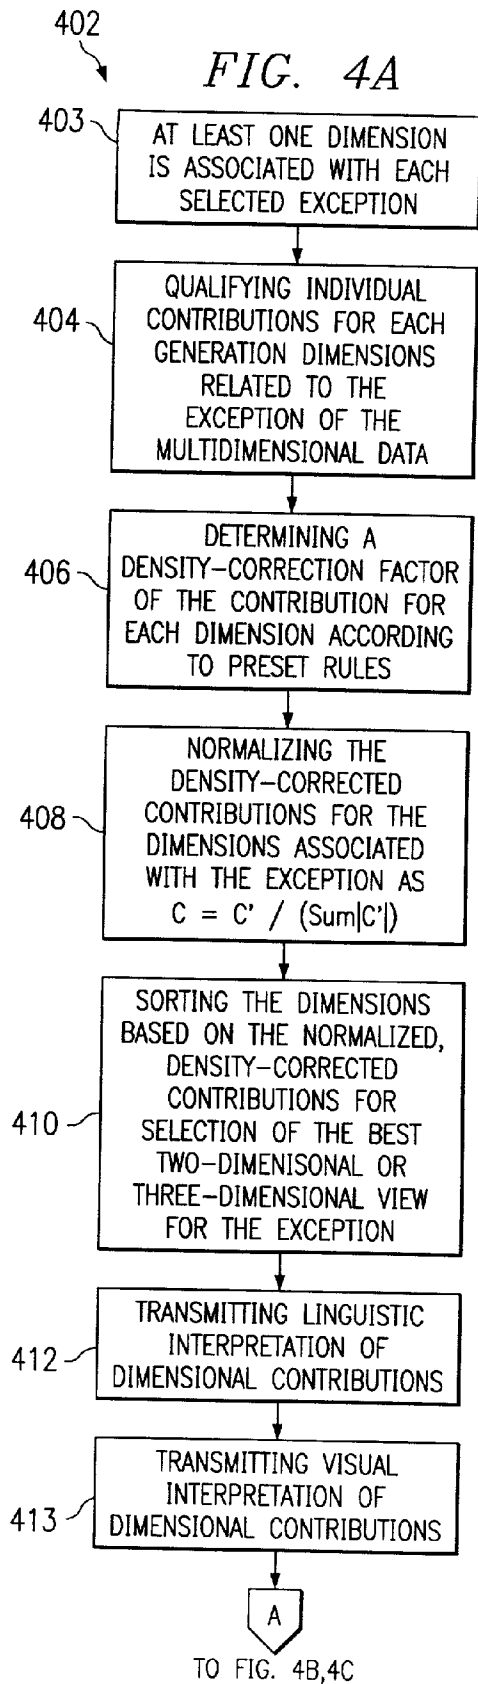 402
FIG. 4A
403
AT LEAST ONE DIMENSION
IS ASSOCIATED WITH EACH
SELECTED EXCEPTION
404
QUALIFYING INDIVIDUAL
CONTRIBUTIONS FOR EACH
GENERATION DIMENSIONS
RELATED TO THE
EXCEPTION OF THE
MULTIDIMENSIONAL DATA
406
DETERMINING A
DENSITY-CORRECTION FACTOR
OF THE CONTRIBUTION FOR
EACH DIMENSION ACCORDING
TO PRESET RULES
408
NORMALIZING THE
DENSITY-CORRECTED
CONTRIBUTIONS FOR THE
DIMENSIONS ASSOCIATED
WITH THE EXCEPTION AS
C = C' / (Sum|C'|)
410
SORTING THE DIMENSIONS
BASED ON THE NORMALIZED,
DENSITY-CORRECTED
CONTRIBUTIONS FOR
SELECTION OF THE BEST
TWO-DIMENISONAL OR
THREE-DIMENSIONAL VIEW
FOR THE EXCEPTION
412
TRANSMITTING LINGUISTIC
INTERPRETATION OF
DIMENSIONAL CONTRIBUTIONS
413
TRANSMITTING VISUAL
INTERPRETATION OF
DIMENSIONAL CONTRIBUTIONS
A
TO FIG. 4B,4C